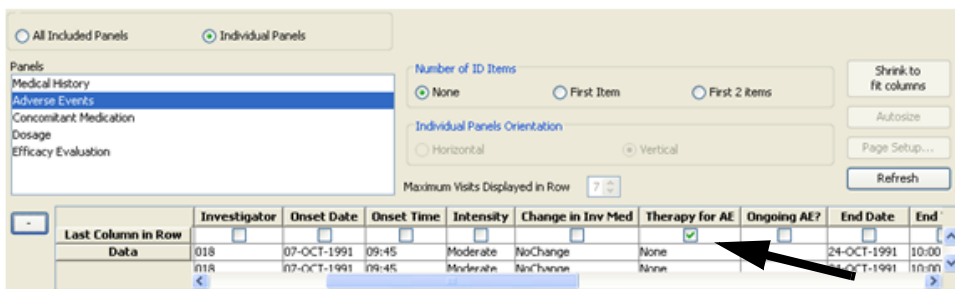 All Included Panels Individual Panels
Panels
Medical History
Adverse Events
Concomitant Medication
Dosage
Efficacy Evaluation
Number of ID Items
None First Item First 2 items
Individual Panels Orientation
Horizontal Vertical
Maximum Visits Displayed in Row 7
Shrink to
fit columns
Autosize
Page Setup...
Refresh
-
Investigator Onset Date Onset Time Intensity Change in Inv Med Therapy for AE Ongoing AE? End Date End
Last Column in Row
Data 018 07-OCT-1991 09:45 Moderate NoChange None 24-OCT-1991 10:00
018 07-OCT-1991 09:45 Moderate NoChange None 24-OCT-1991 10:00